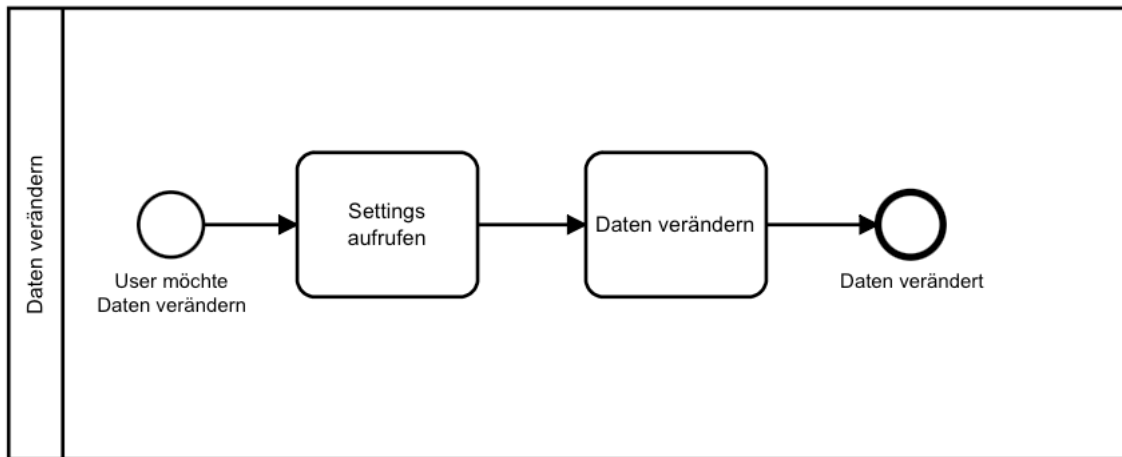 Daten verändern
User möchte
Daten verändern
Settings
aufrufen
Daten verändern
Daten verändert